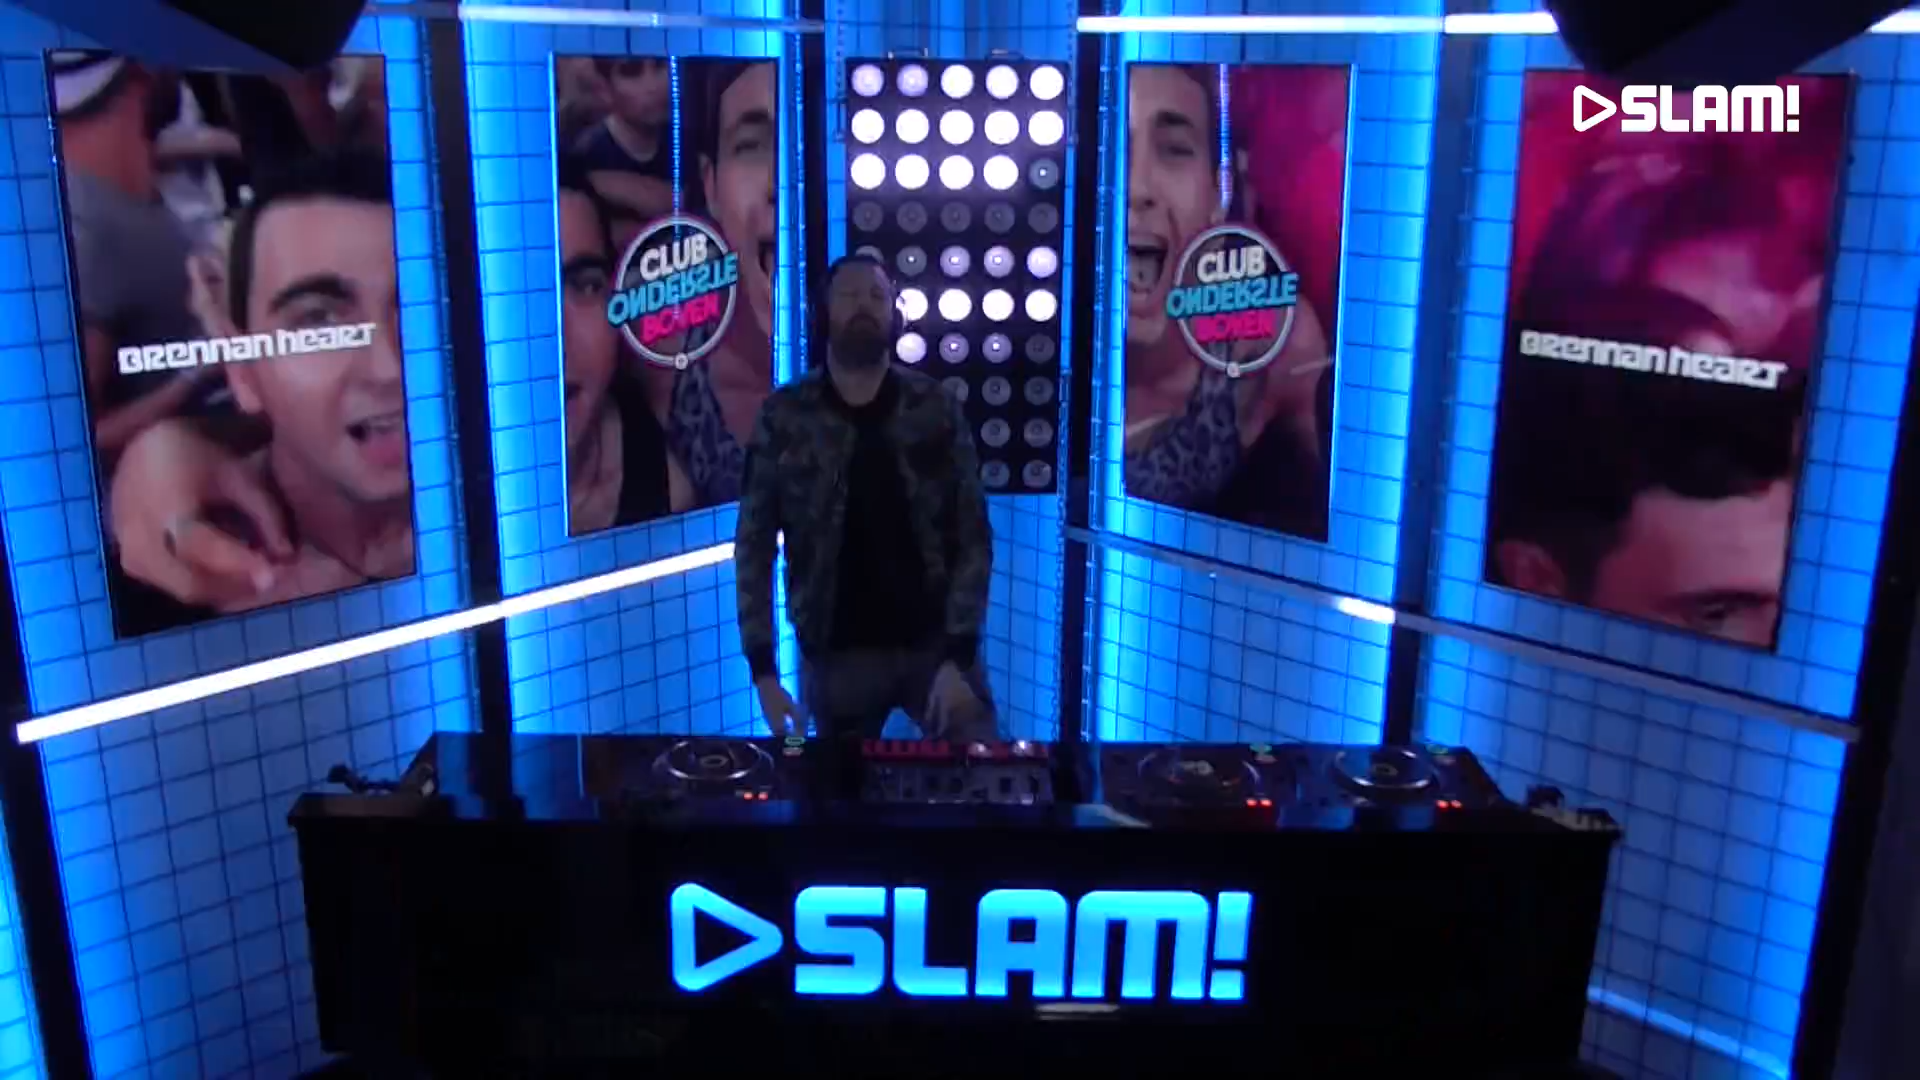 SLAM!
BRennan HeaRT
CLUB
ONDERSTE
BOVEN
CLUB
ONDERSTE
BOVEN
BRennan HeaRT
SLAM!